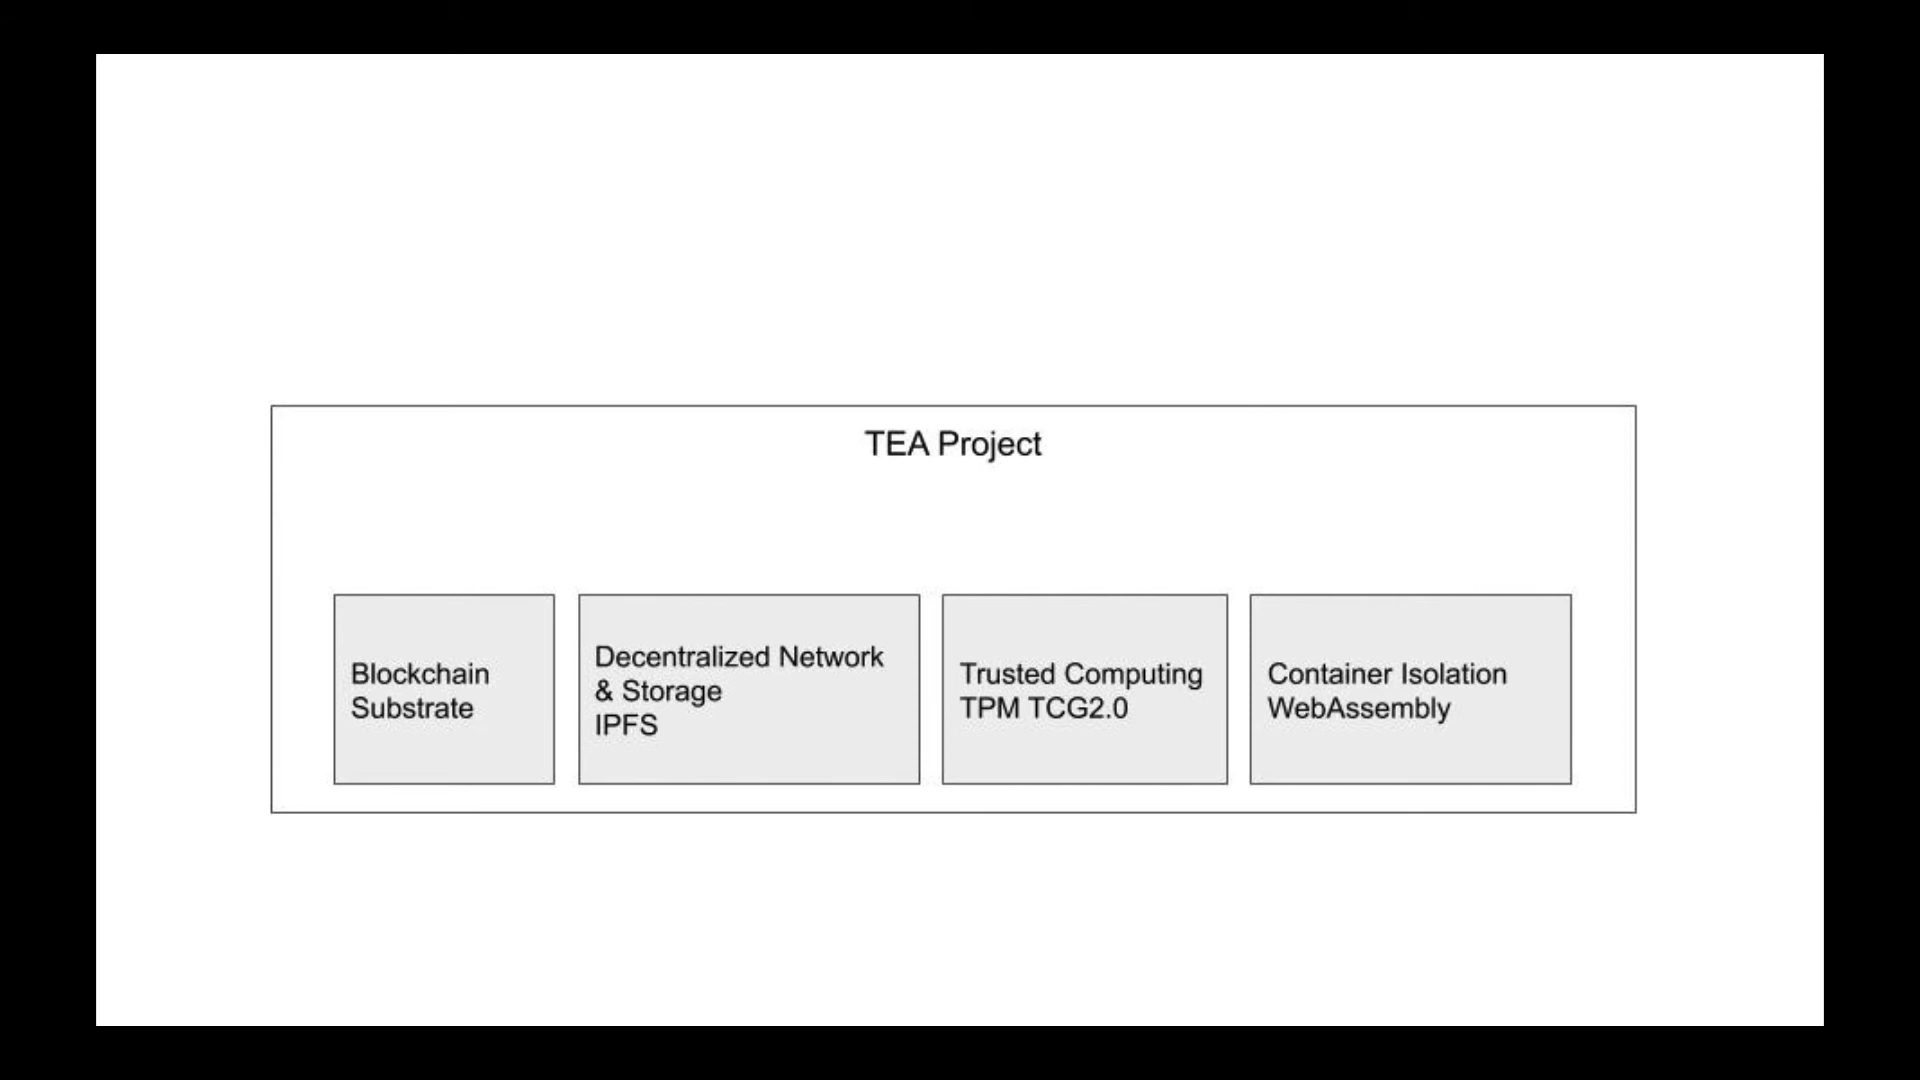 TEA Project
Blockchain
Substrate
Decentralized Network
& Storage
IPFS
Trusted Computing
TPM TCG2.0
Container Isolation
WebAssembly